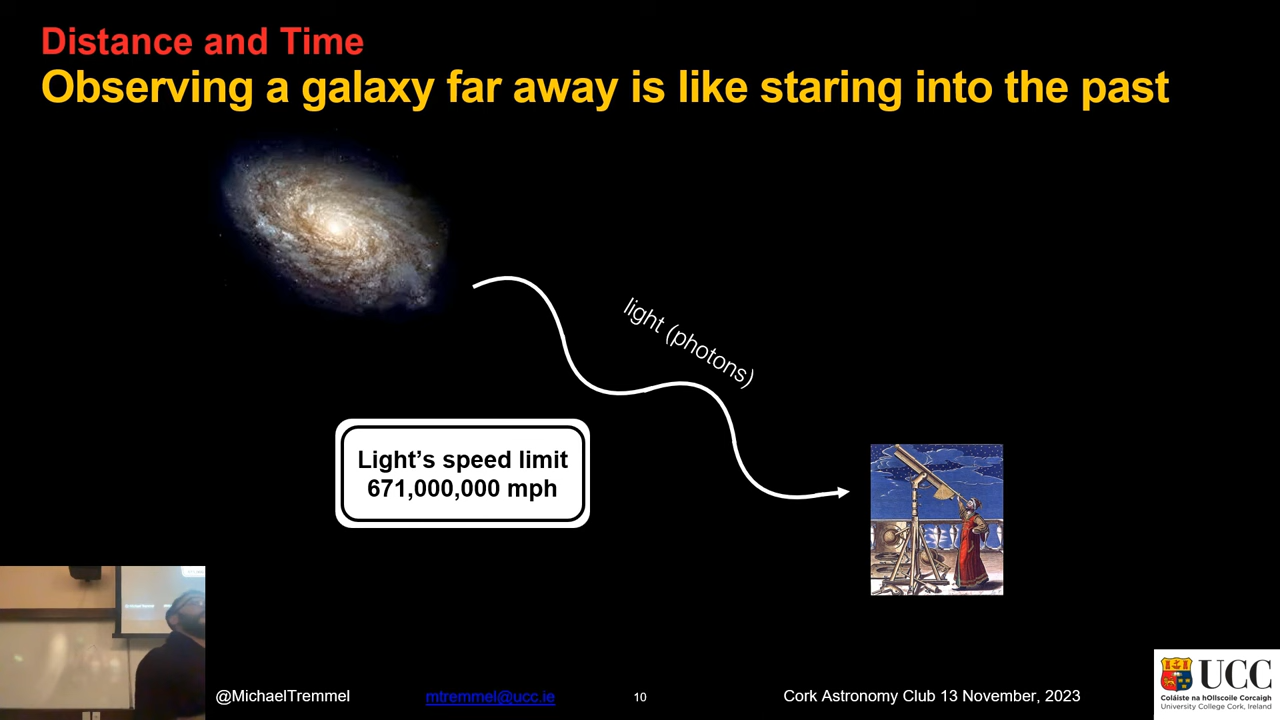 Distance and Time
Observing a galaxy far away is like staring into the past
light (photons)
Light’s speed limit
671,000,000 mph
@MichaelTremmel
mtremmel@ucc.ie
10
Cork Astronomy Club 13 November, 2023
UCC
Coláiste na hOllscoile Corcaigh
University College Cork, Ireland